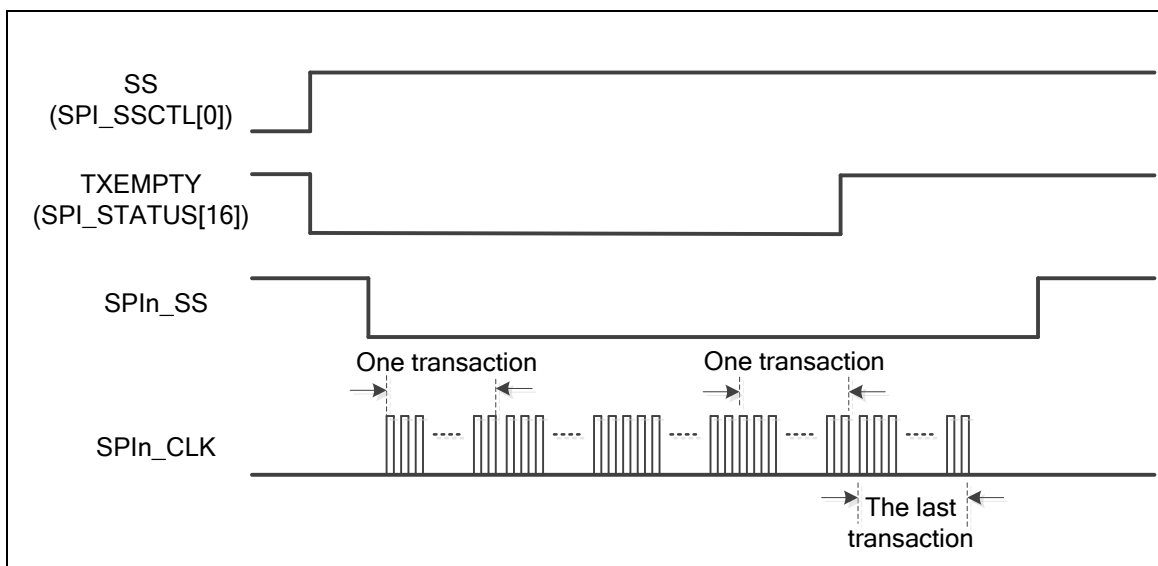 SS
(SPI_SSCTL[0])
TXEMPTY
(SPI_STATUS[16])
SPIn_SS
One transaction
One transaction
SPIn_CLK
The last
transaction